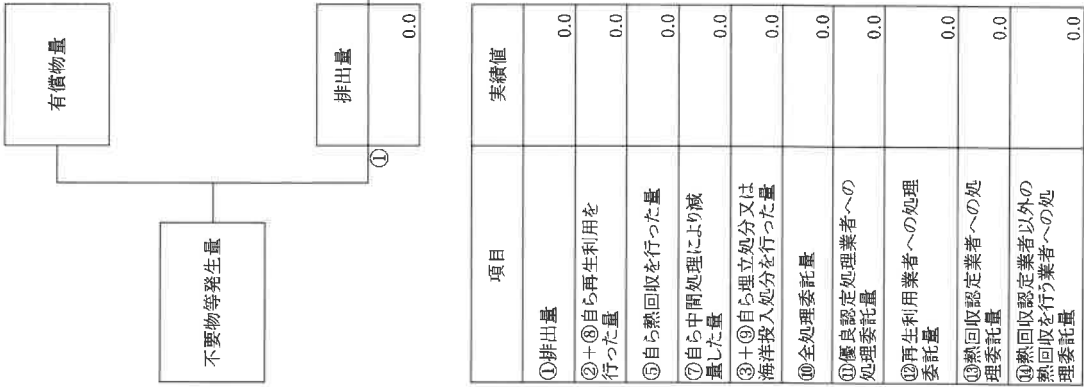 有償物量
不要物等発生量
①
排出量
0.0
項目
実績値
①排出量
0.0
②+⑧自ら再生利用を
行った量
0.0
⑤自ら熱回収を行った量
0.0
⑦自ら中間処理により減
量した量
0.0
③+⑨自ら埋立処分又は
海洋投入処分を行った量
0.0
⑩全処理委託量
0.0
⑪優良認定処理業者への
処理委託量
0.0
⑫再生利用業者への処理
委託量
0.0
⑬熱回収認定業者への処
理委託量
0.0
⑭熱回収認定業者以外の
熱回収を行う業者への処
理委託量
0.0